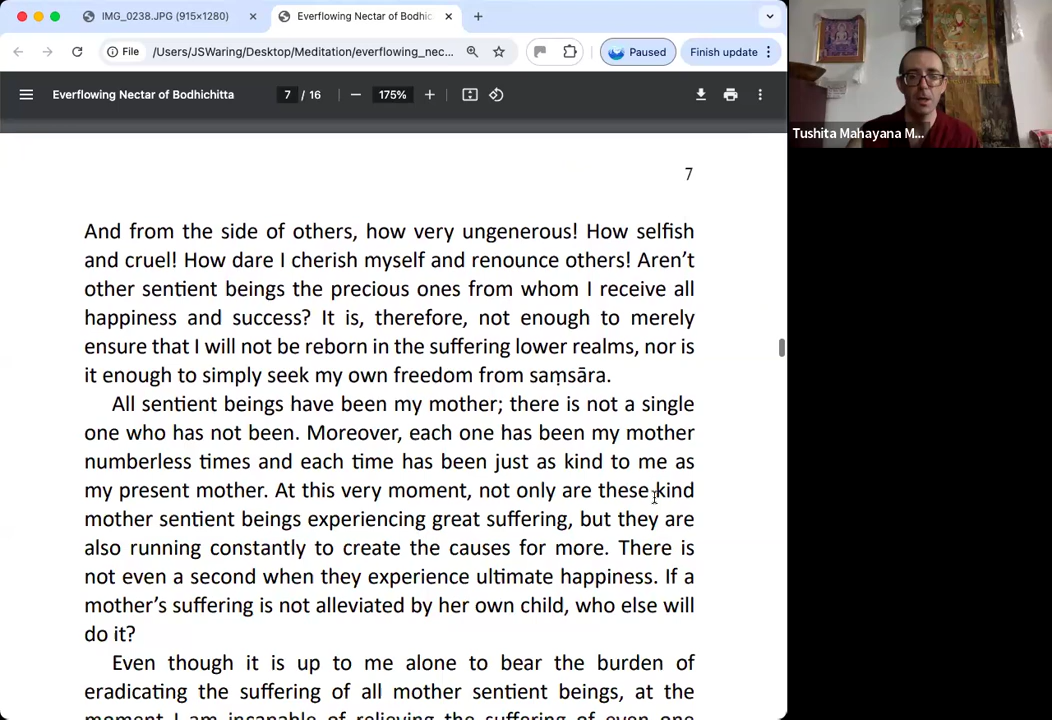 IMG_0238.JPG (915×1280)
Everflowing Nectar of Bodhic
File
/Users/JSWaring/Desktop/Meditation/everflowing_nec...
Paused
Finish update
Everflowing Nectar of Bodhichitta
7 / 16
175%
Tushita Mahayana M...
7
And from the side of others, how very ungenerous! How selfish
and cruel! How dare I cherish myself and renounce others! Aren’t
other sentient beings the precious ones from whom I receive all
happiness and success? It is, therefore, not enough to merely
ensure that I will not be reborn in the suffering lower realms, nor is
it enough to simply seek my own freedom from saṃsāra.
All sentient beings have been my mother; there is not a single
one who has not been. Moreover, each one has been my mother
numberless times and each time has been just as kind to me as
my present mother. At this very moment, not only are these kind
mother sentient beings experiencing great suffering, but they are
also running constantly to create the causes for more. There is
not even a second when they experience ultimate happiness. If a
mother’s suffering is not alleviated by her own child, who else will
do it?
Even though it is up to me alone to bear the burden of
eradicating the suffering of all mother sentient beings, at the
moment I am incapable of relieving the suffering of even one